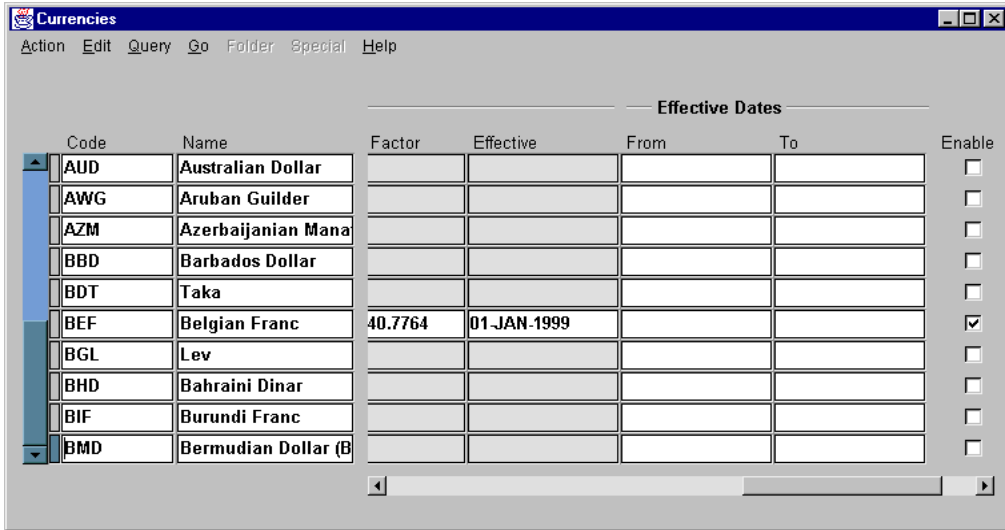 Currencies
Action Edit Query Go Folder Special Help
Effective Dates
Code Name Factor Effective From To Enable
AUD Australian Dollar
AWG Aruban Guilder
AZM Azerbaijanian Mana
BBD Barbados Dollar
BDT Taka
BEF Belgian Franc 40.7764 01-JAN-1999
BGL Lev
BHD Bahraini Dinar
BIF Burundi Franc
BMD Bermudian Dollar (B